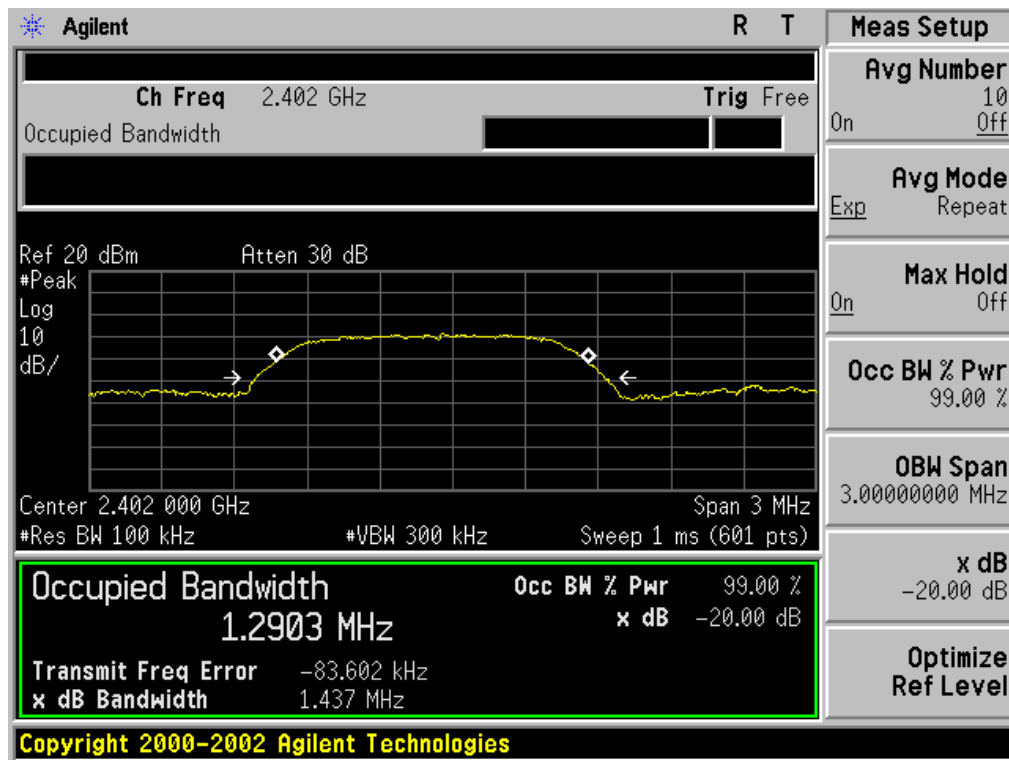 Agilent R T
Ch Freq 2.402 GHz Trig Free
Occupied Bandwidth
Ref 20 dBm Atten 30 dB
#Peak
Log
10
dB/
Center 2.402 000 GHz Span 3 MHz
#Res BW 100 kHz #VBW 300 kHz Sweep 1 ms (601 pts)
Occupied Bandwidth Occ BW % Pwr 99.00 %
1.2903 MHz x dB -20.00 dB
Transmit Freq Error -83.602 kHz
x dB Bandwidth 1.437 MHz
Copyright 2000-2002 Agilent Technologies
Meas Setup
Avg Number
10
On Off
Avg Mode
Exp Repeat
Max Hold
On Off
Occ BW % Pwr
99.00 %
OBW Span
3.00000000 MHz
x dB
-20.00 dB
Optimize
Ref Level